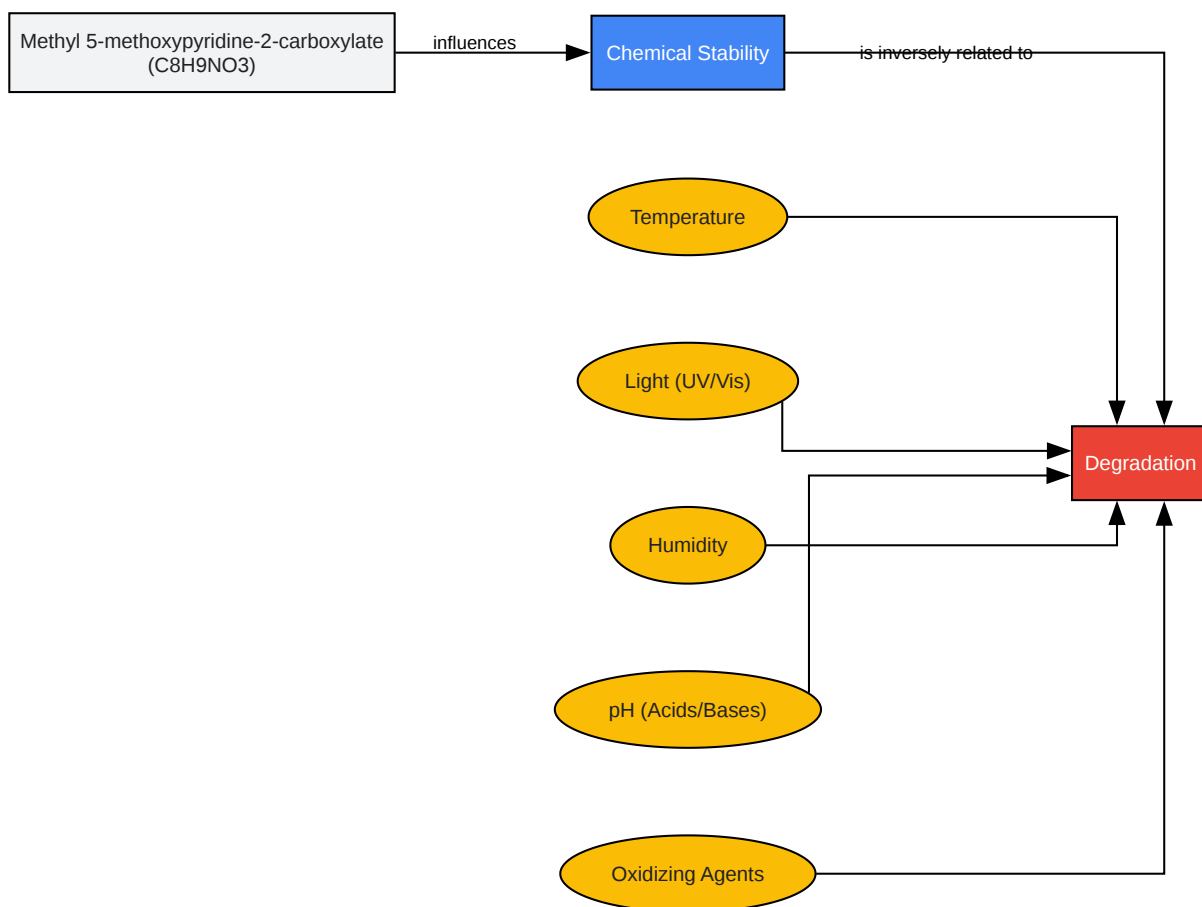 Methyl 5-methoxypyridine-2-carboxylate
(C8H9NO3)
influences
Chemical Stability
is inversely related to
Temperature
Light (UV/Vis)
Degradation
Humidity
pH (Acids/Bases)
Oxidizing Agents